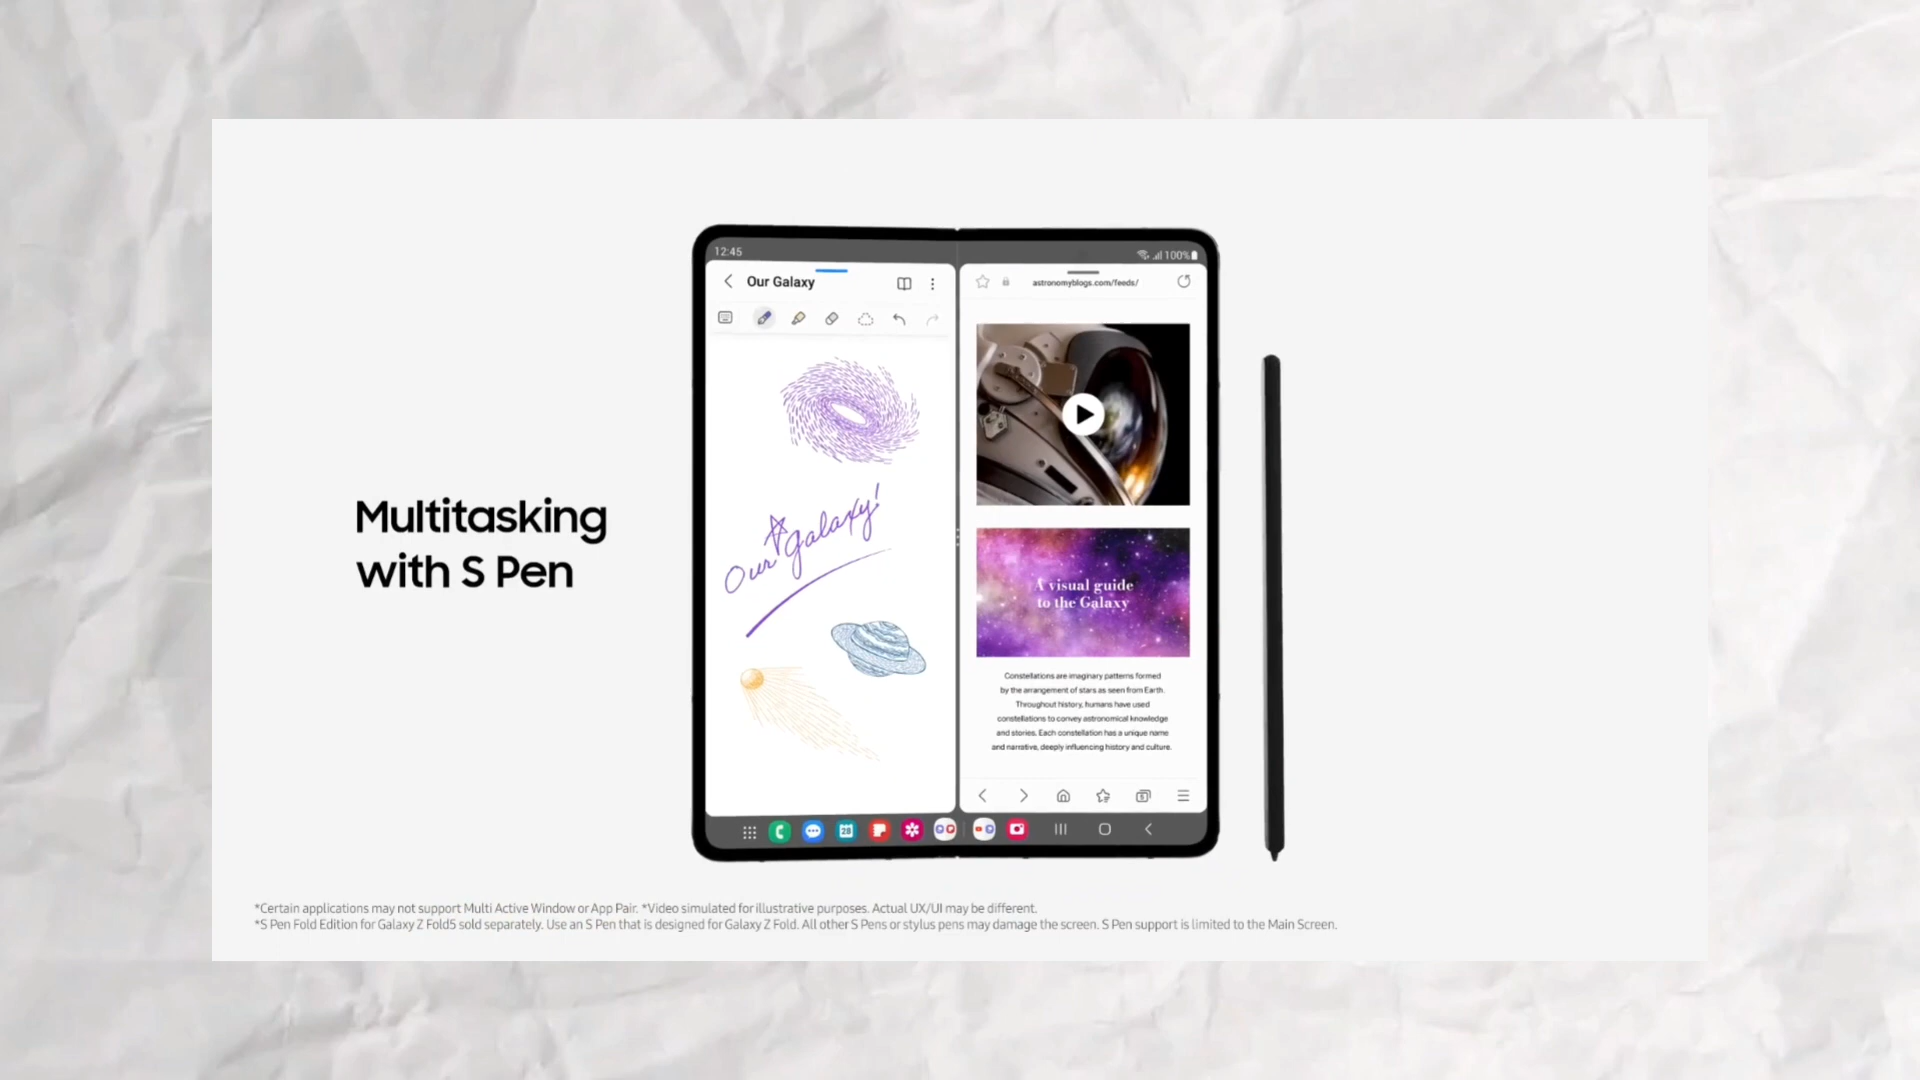 Multitasking
with S Pen
12:45
100%
Our Galaxy
astronomyblogs.com/feeds/
Our galaxy!
A visual guide
to the Galaxy
Constellations are imaginary patterns formed
by the arrangement of stars as seen from Earth.
Throughout history, humans have used
constellations to convey astronomical knowledge
and stories. Each constellation has a unique name
and narrative, deeply influencing history and culture.
28
*Certain applications may not support Multi Active Window or App Pair. *Video simulated for illustrative purposes. Actual UX/UI may be different.
*S Pen Fold Edition for Galaxy Z Fold5 sold separately. Use an S Pen that is designed for Galaxy Z Fold. All other S Pens or stylus pens may damage the screen. S Pen support is limited to the Main Screen.